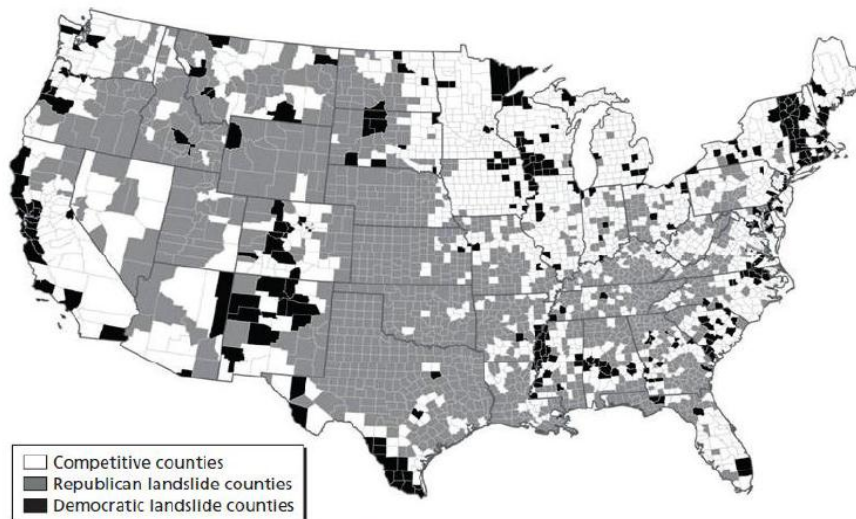 Competitive counties
Republican landslide counties
Democratic landslide counties